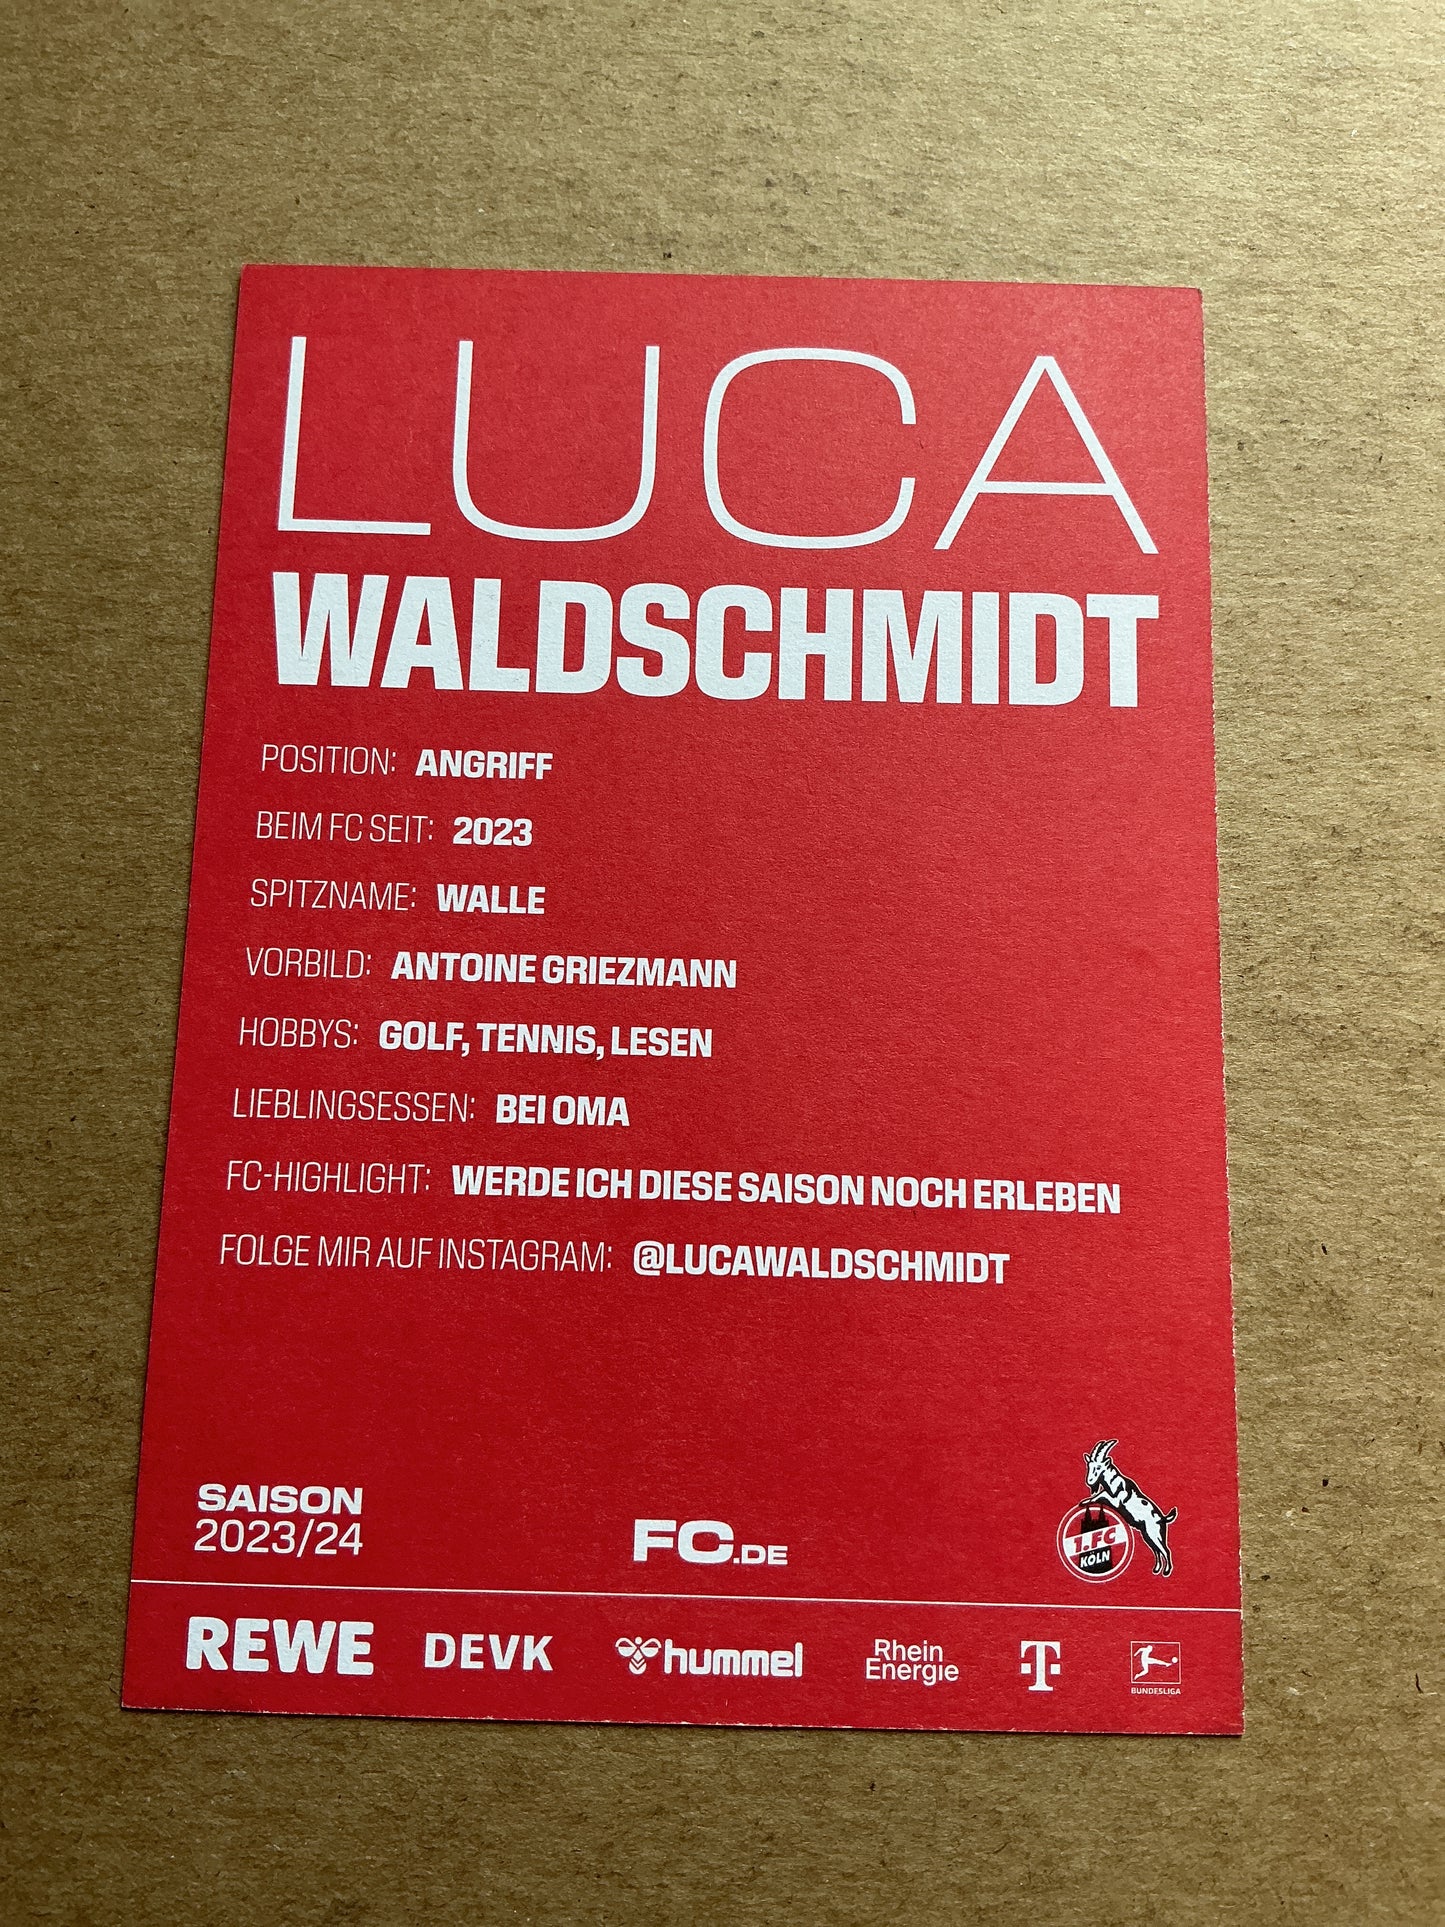 LUCA
WALDSCHMIDT
POSITION: ANGRIFF
BEIM FC SEIT: 2023
SPITZNAME: WALLE
VORBILD: ANTOINE GRIEZMANN
HOBBYS: GOLF, TENNIS, LESEN
LIEBLINGSESSEN: BEI OMA
FC-HIGHLIGHT: WERDE ICH DIESE SAISON NOCH ERLEBEN
FOLGE MIR AUF INSTAGRAM: @LUCAWALDSCHMIDT
SAISON
2023/24
FC.DE
1.FC
KÖLN
REWE
DEVK
hummel
Rhein
Energie
T
BUNDESLIGA